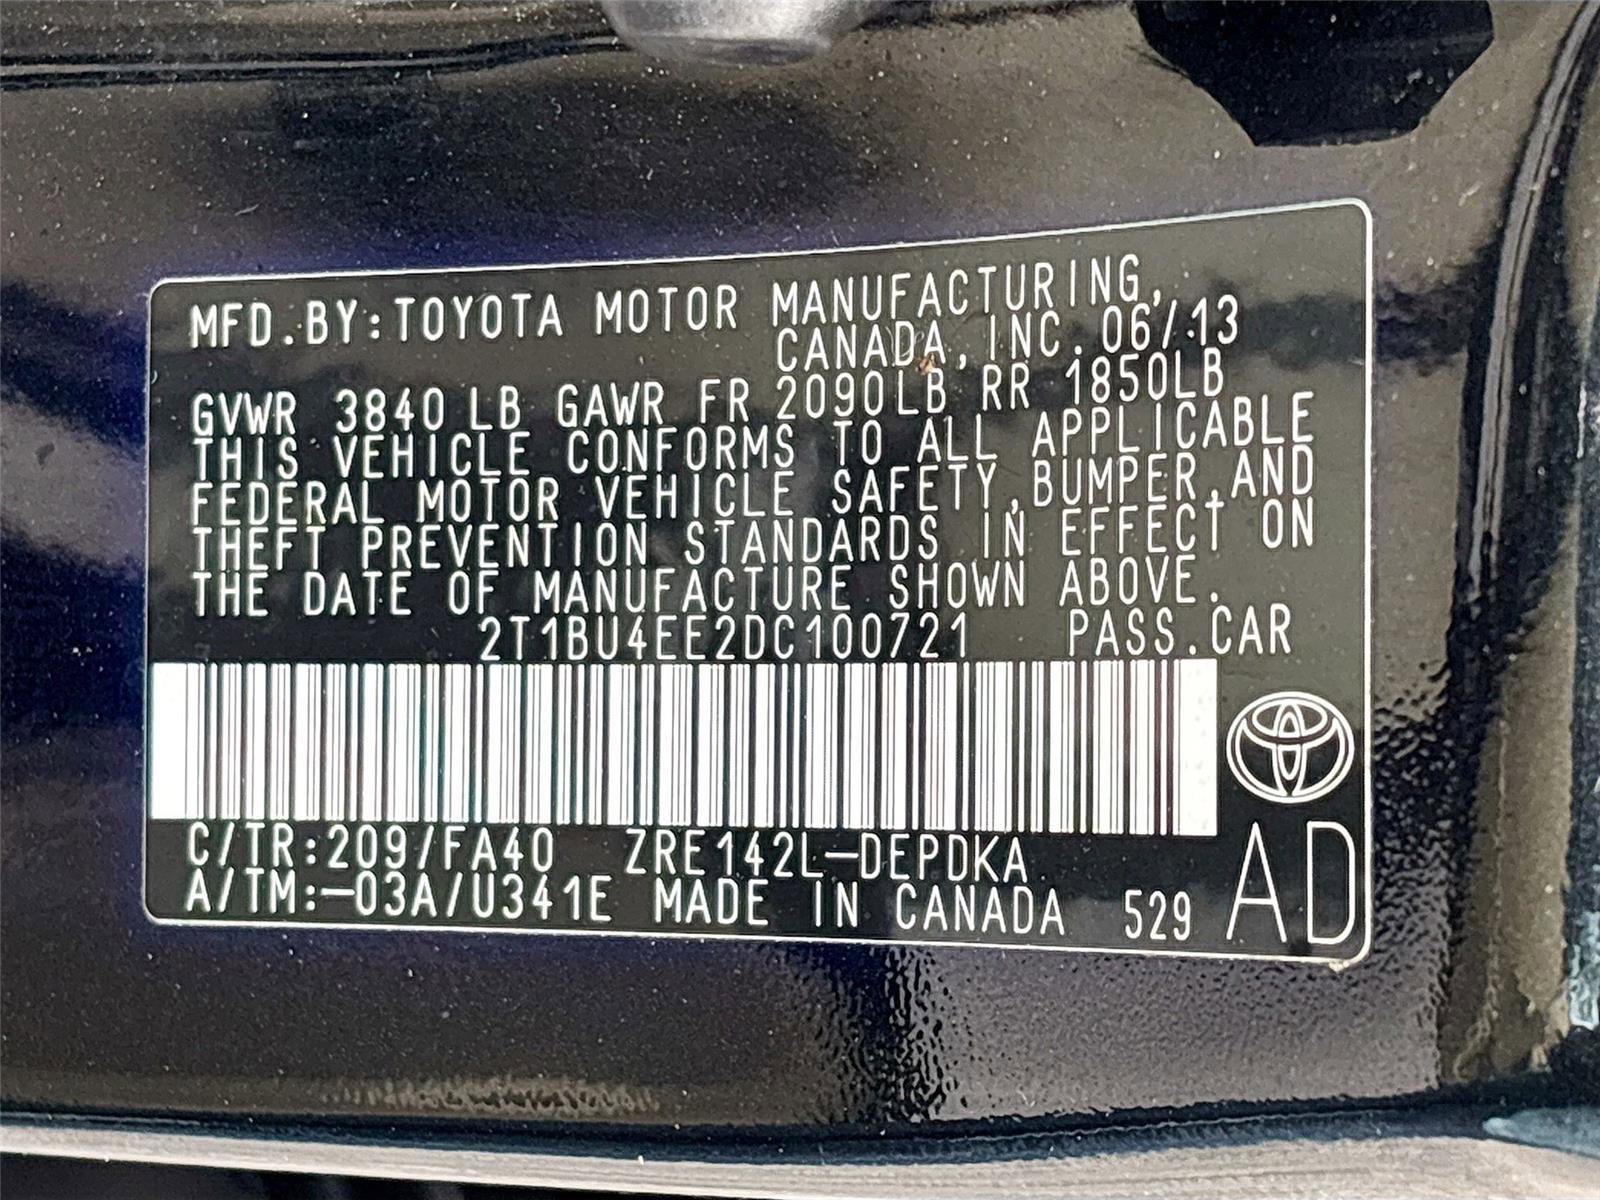 MFD.BY:TOYOTA MOTOR MANUFACTURING,
CANADA, INC. 06/13
GVWR 3840 LB GAWR FR 2090LB RR 1850LB
THIS VEHICLE CONFORMS TO ALL APPLICABLE
FEDERAL MOTOR VEHICLE SAFETY,BUMPER,AND
THEFT PREVENTION STANDARDS IN EFFECT ON
THE DATE OF MANUFACTURE SHOWN ABOVE.
2T1BU4EE2DC100721 PASS.CAR
C/TR:209/FA40 ZRE142L-DEPDKA
A/TM:-03A/U341E MADE IN CANADA 529
AD